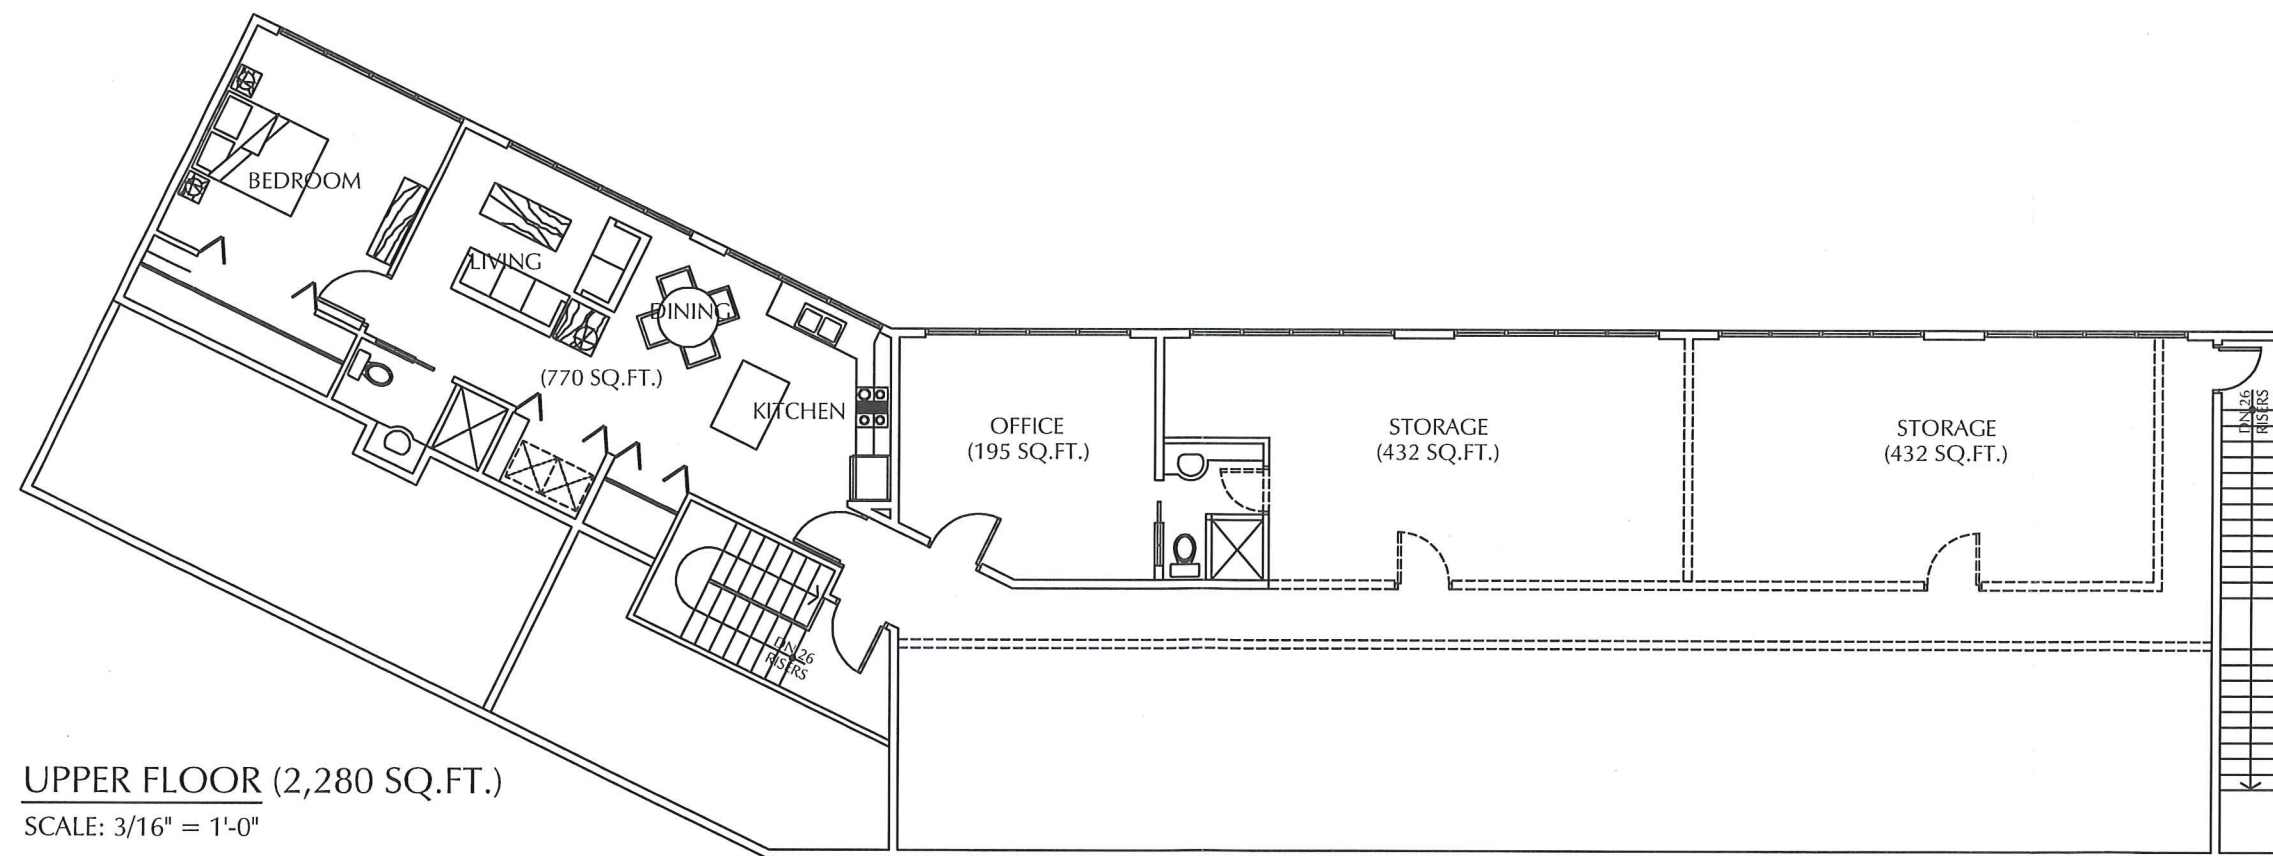 BEDROOM
LIVING
DINING
(770 SQ.FT.)
KITCHEN
OFFICE
(195 SQ.FT.)
STORAGE
(432 SQ.FT.)
STORAGE
(432 SQ.FT.)
DN 26
RISERS
DN 26
RISERS
UPPER FLOOR (2,280 SQ.FT.)
SCALE: 3/16" = 1'-0"